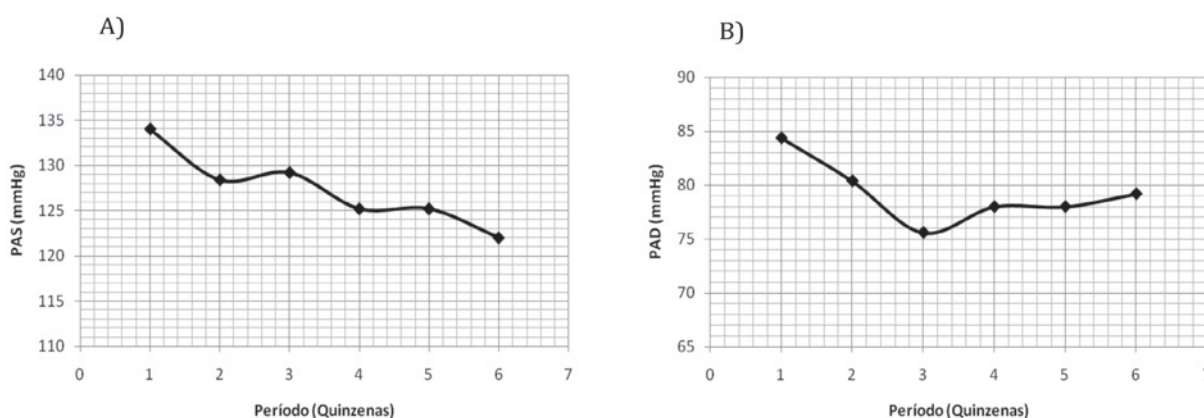 A)
140
135
130
125
120
115
110
0 1 2 3 4 5 6 7
PAS (mmHg)
Período (Quinzenas)
B)
90
85
80
75
70
65
0 1 2 3 4 5 6 7
PAD (mmHg)
Período (Quinzenas)